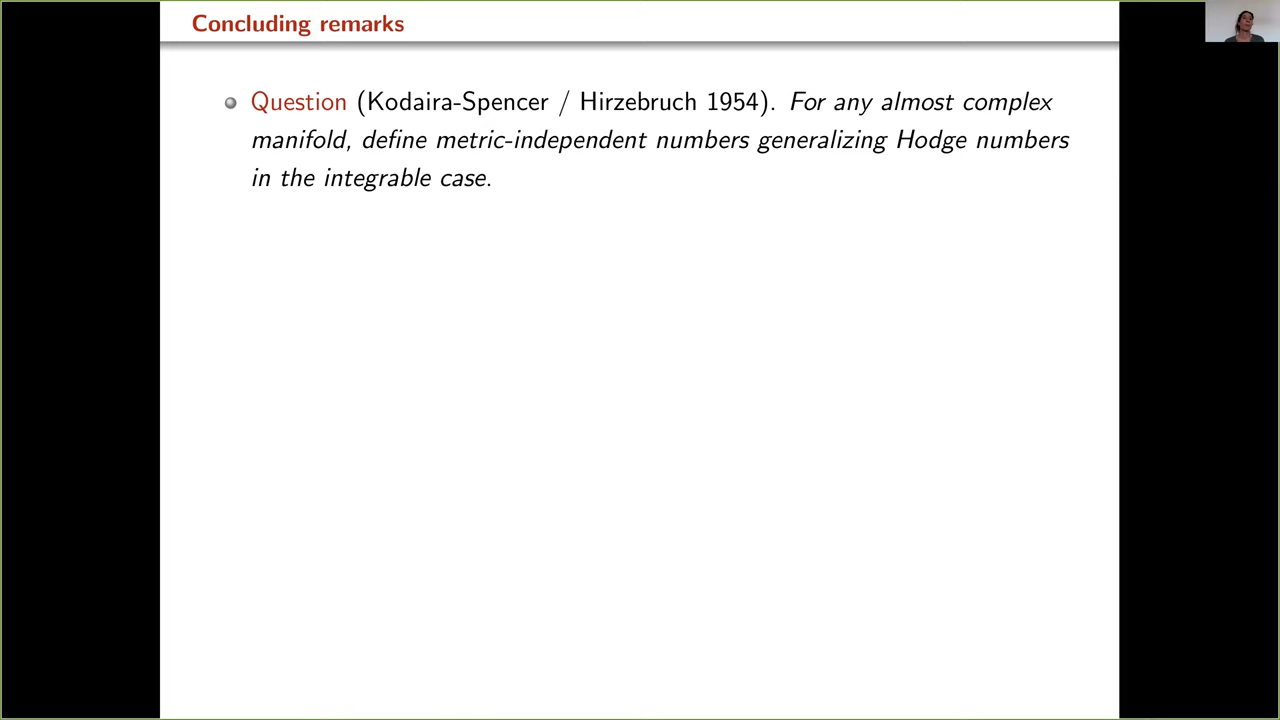 Concluding remarks
Question (Kodaira-Spencer / Hirzebruch 1954). For any almost complex
manifold, define metric-independent numbers generalizing Hodge numbers
in the integrable case.